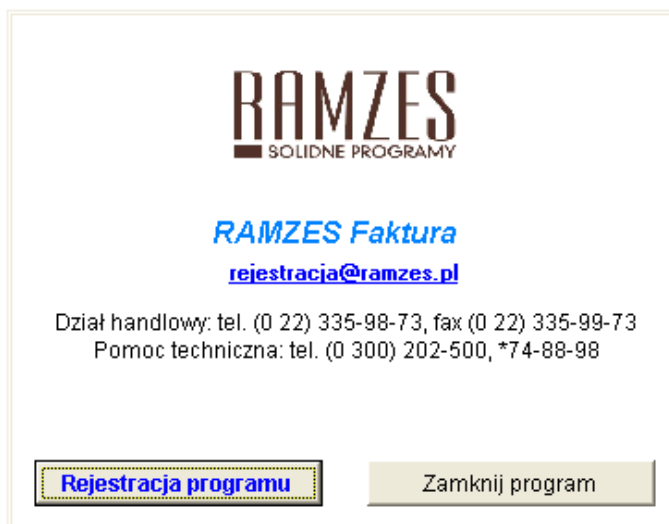 RAMZES
SOLIDNE PROGRAMY
RAMZES Faktura
rejestracja@ramzes.pl
Dział handlowy: tel. (0 22) 335-98-73, fax (0 22) 335-99-73
Pomoc techniczna: tel. (0 300) 202-500, *74-88-98
Rejestracja programu
Zamknij program